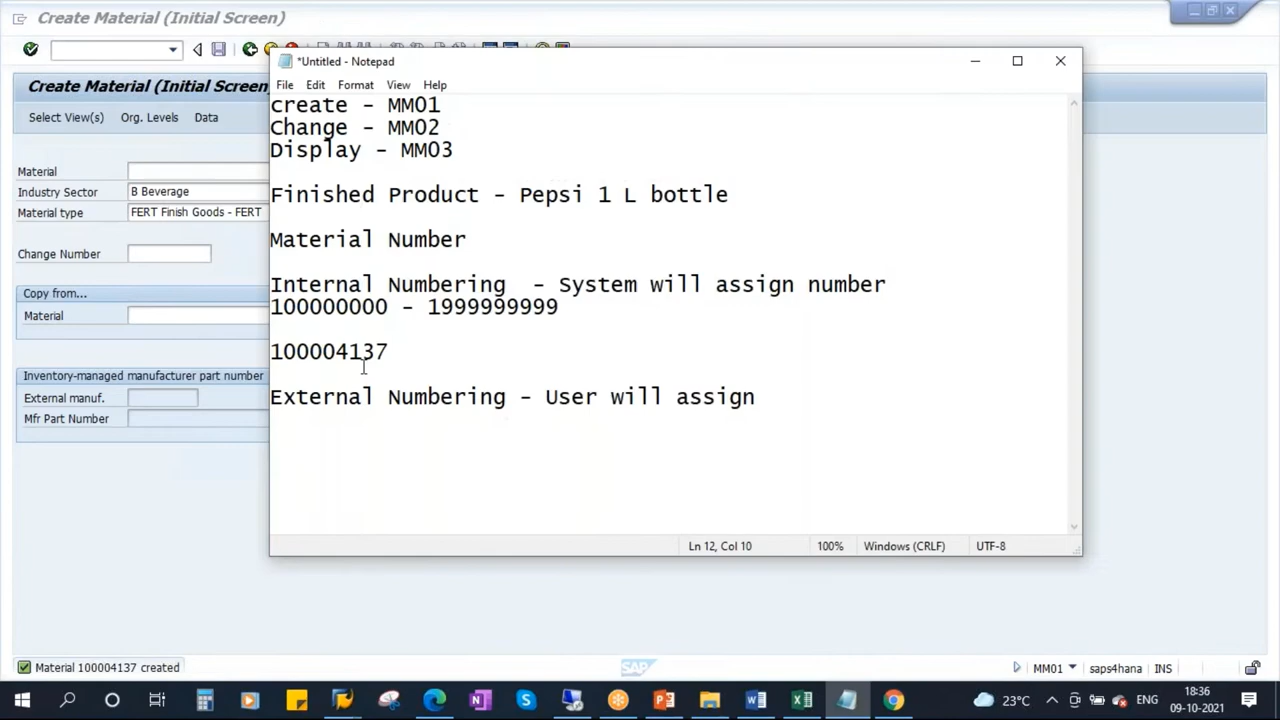 Create Material (Initial Screen)
*Untitled - Notepad
File Edit Format View Help
Create Material (Initial Screen
Select View(s) Org. Levels Data
Material
Industry Sector B Beverage
Material type FERT Finish Goods - FERT
Change Number
Copy from...
Material
Inventory-managed manufacturer part number
External manuf.
Mfr Part Number
create - MM01
Change - MM02
Display - MM03
Finished Product - Pepsi 1 L bottle
Material Number
Internal Numbering - System will assign number
100000000 - 1999999999
100004137
External Numbering - User will assign
Ln 12, Col 10 100% Windows (CRLF) UTF-8
Material 100004137 created
SAP
MM01 saps4hana INS
23°C ENG
18:36
09-10-2021